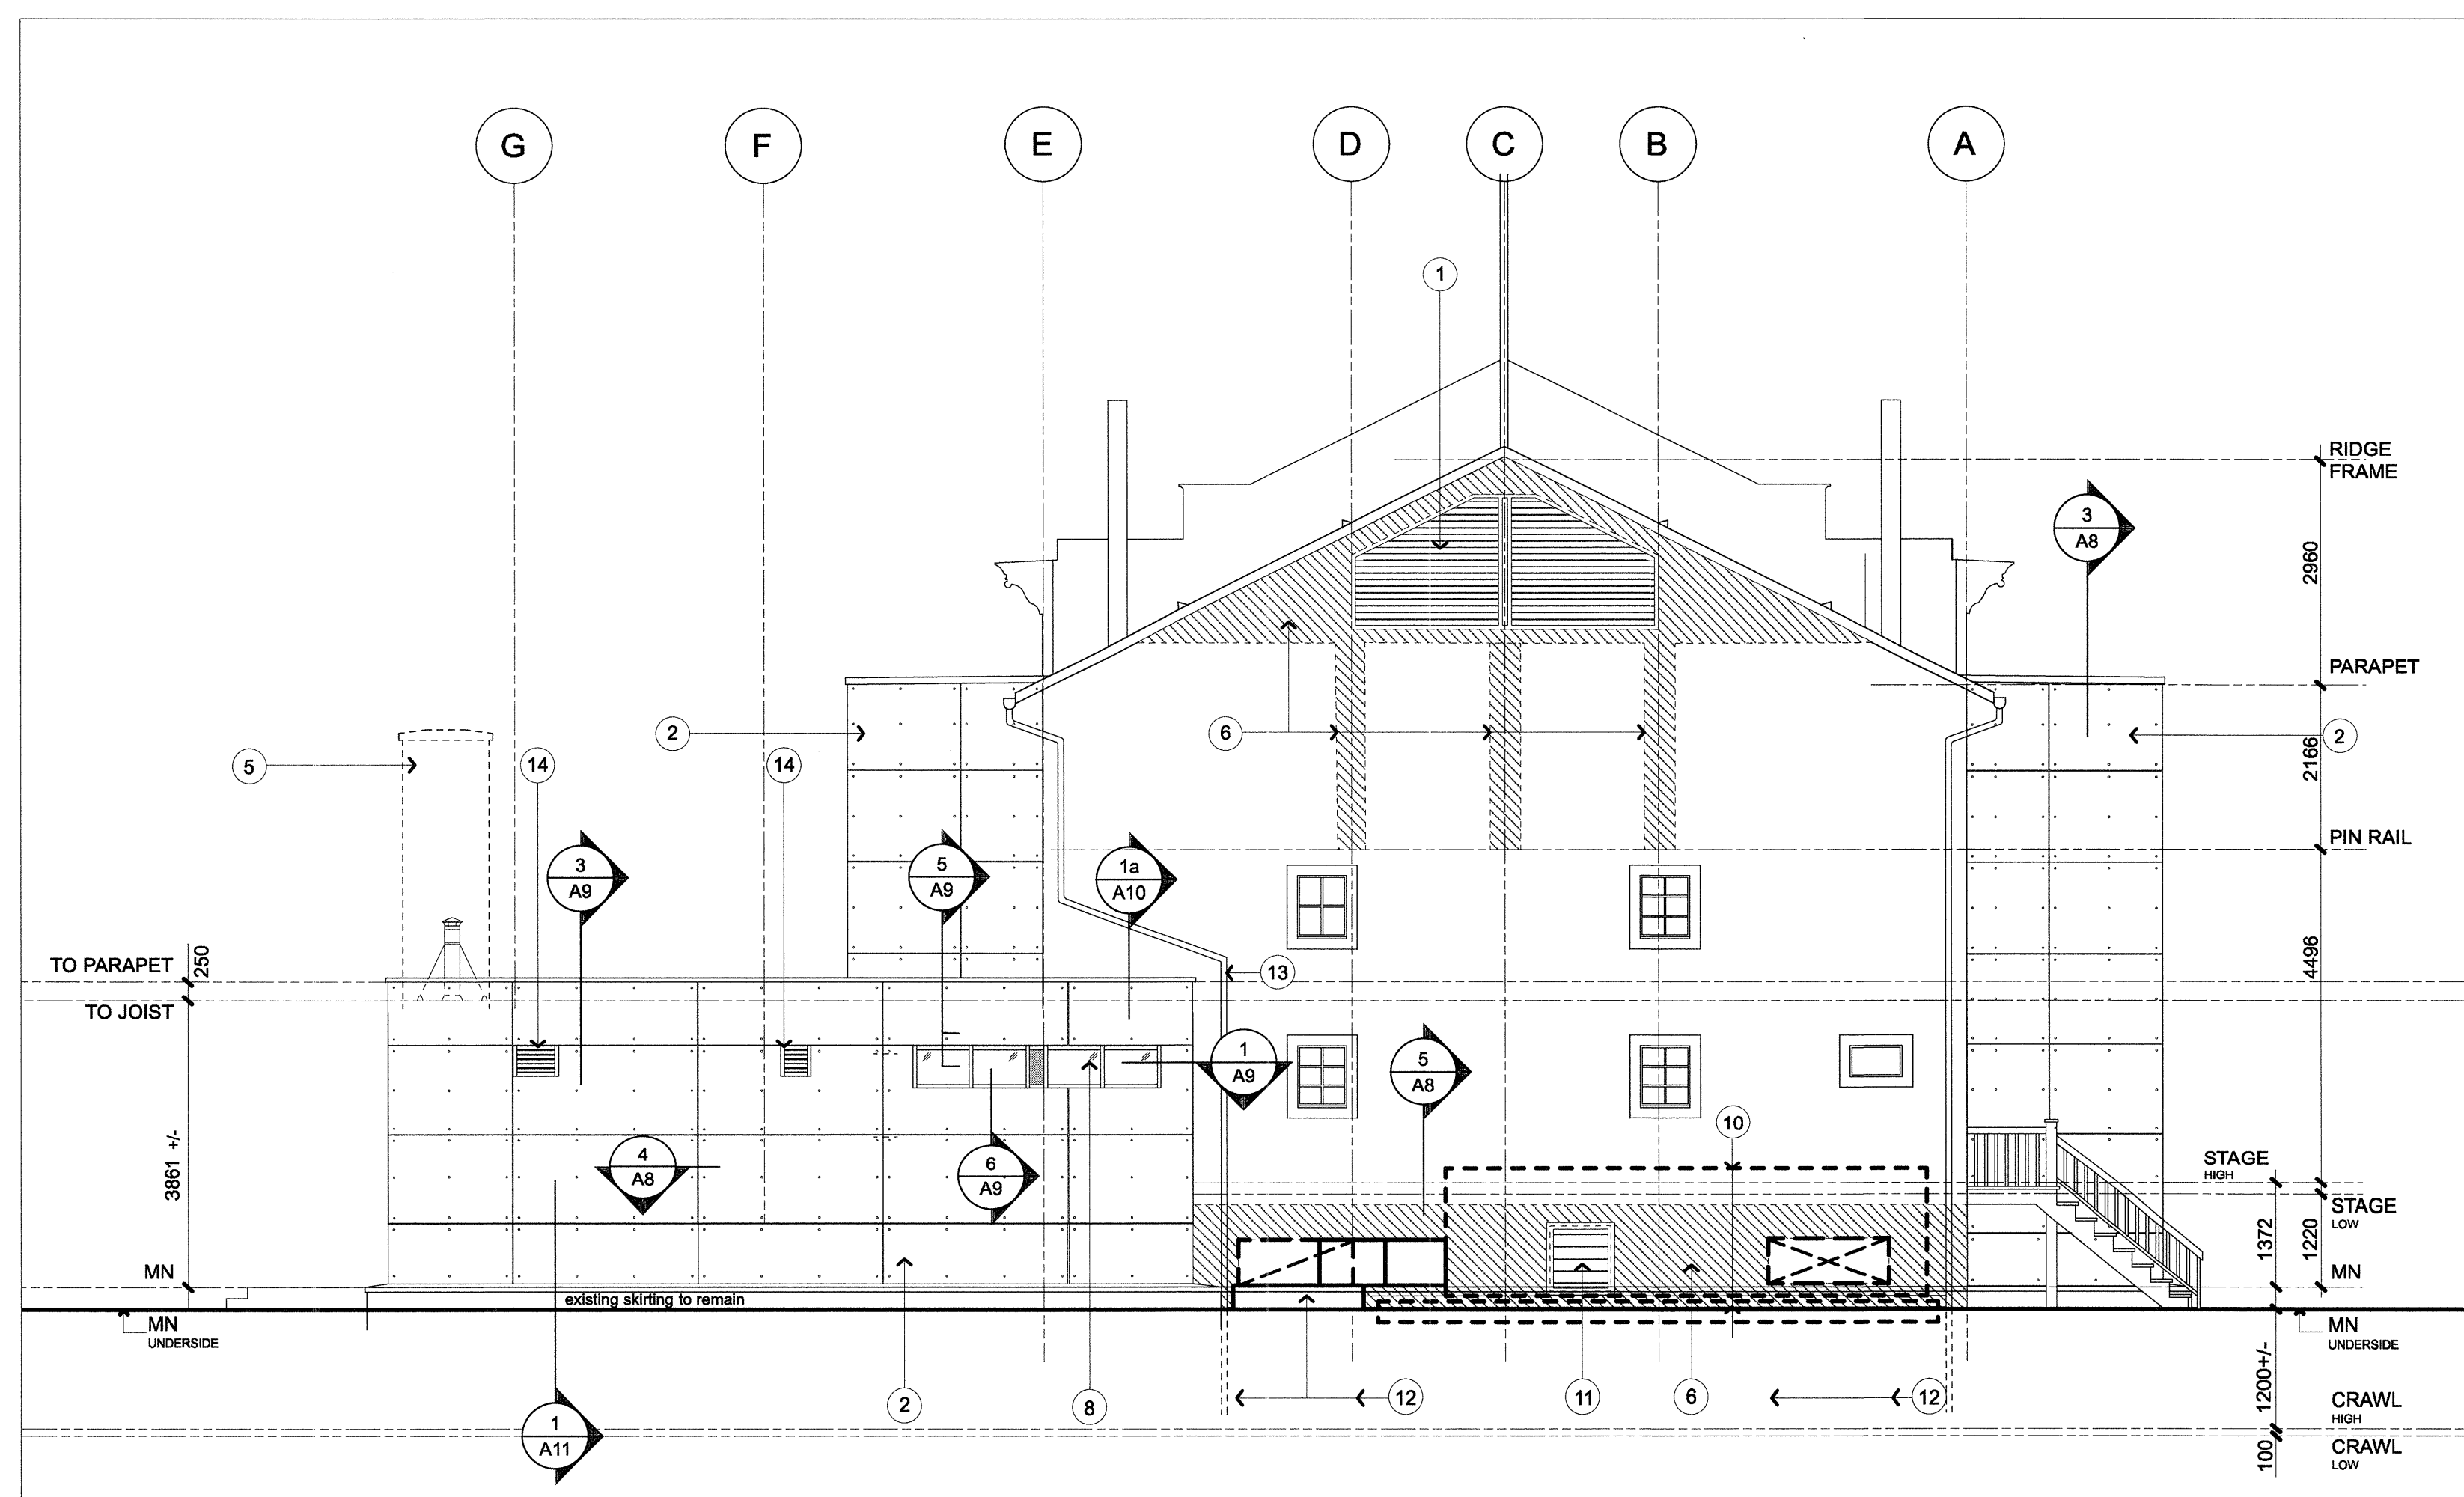 G F E D C B A
1
RIDGE
FRAME
3
A8
2960
PARAPET
2
6
2
2166
5
14
14
PIN RAIL
3
A9
5
A9
1a
A10
4496
TO PARAPET
250
13
TO JOIST
1
A9
5
A8
10
3861 +/-
4
A8
6
A9
STAGE
HIGH
STAGE
LOW
1372
1220
MN
11
6
MN
existing skirting to remain
MN
UNDERSIDE
MN
UNDERSIDE
2
8
12
12
1200+/-
1
A11
CRAWL
HIGH
100
CRAWL
LOW